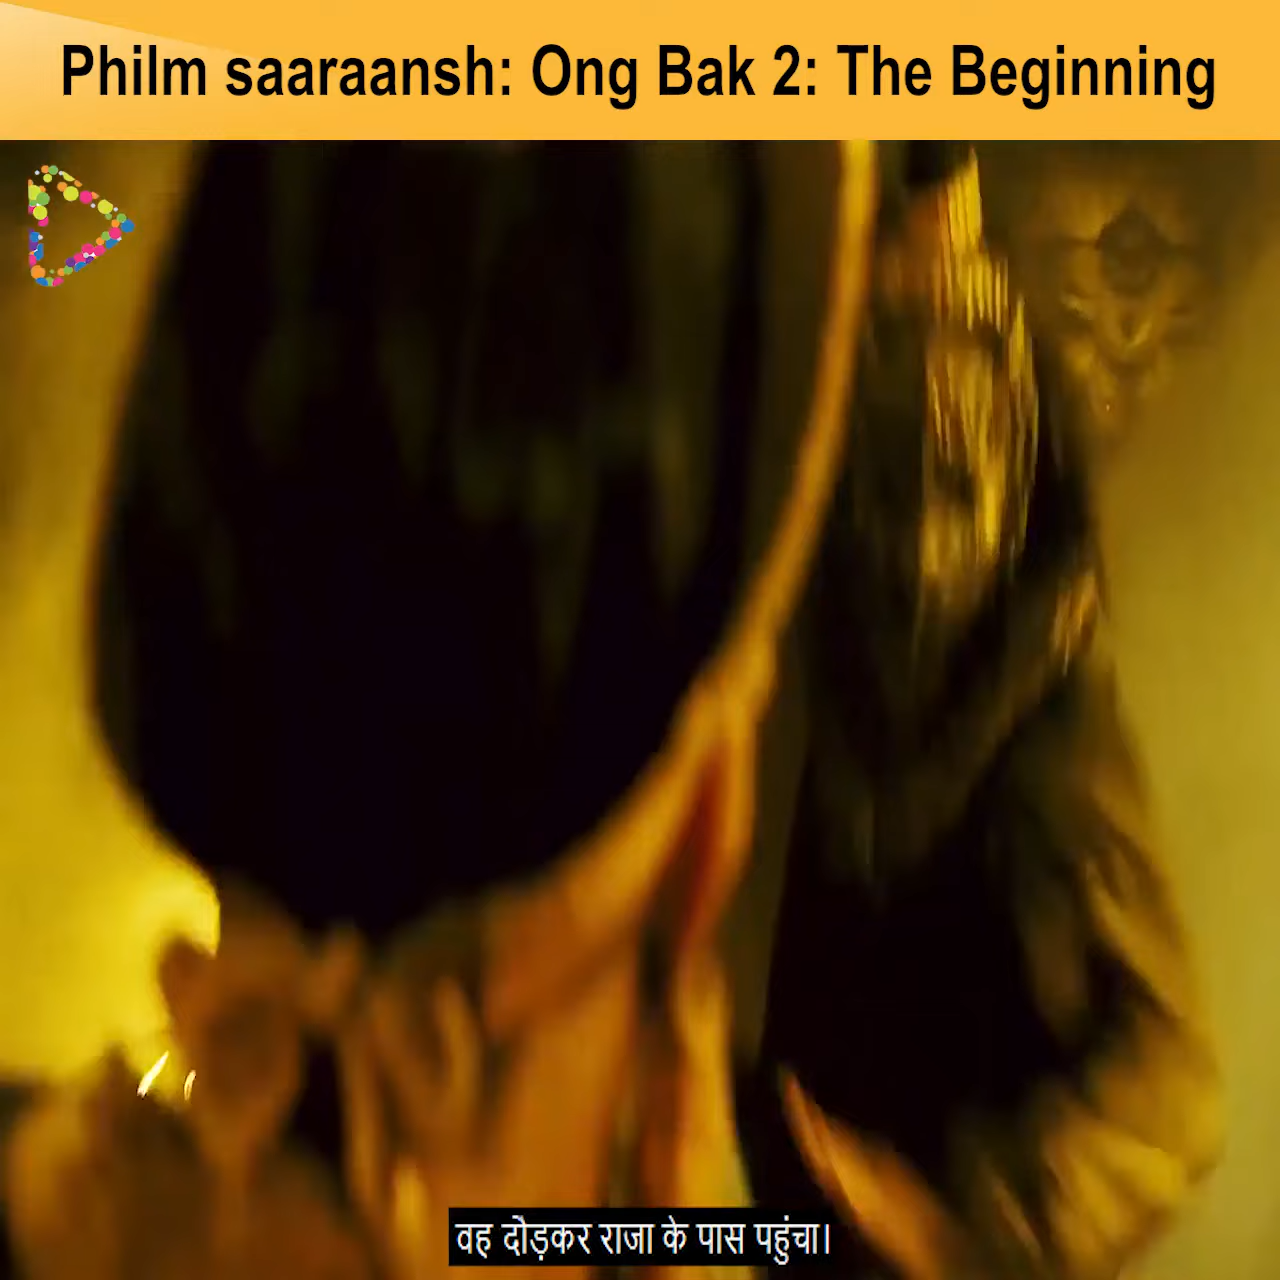 Philm saaraansh: Ong Bak 2: The Beginning
वह दौड़कर राजा के पास पहुंचा।